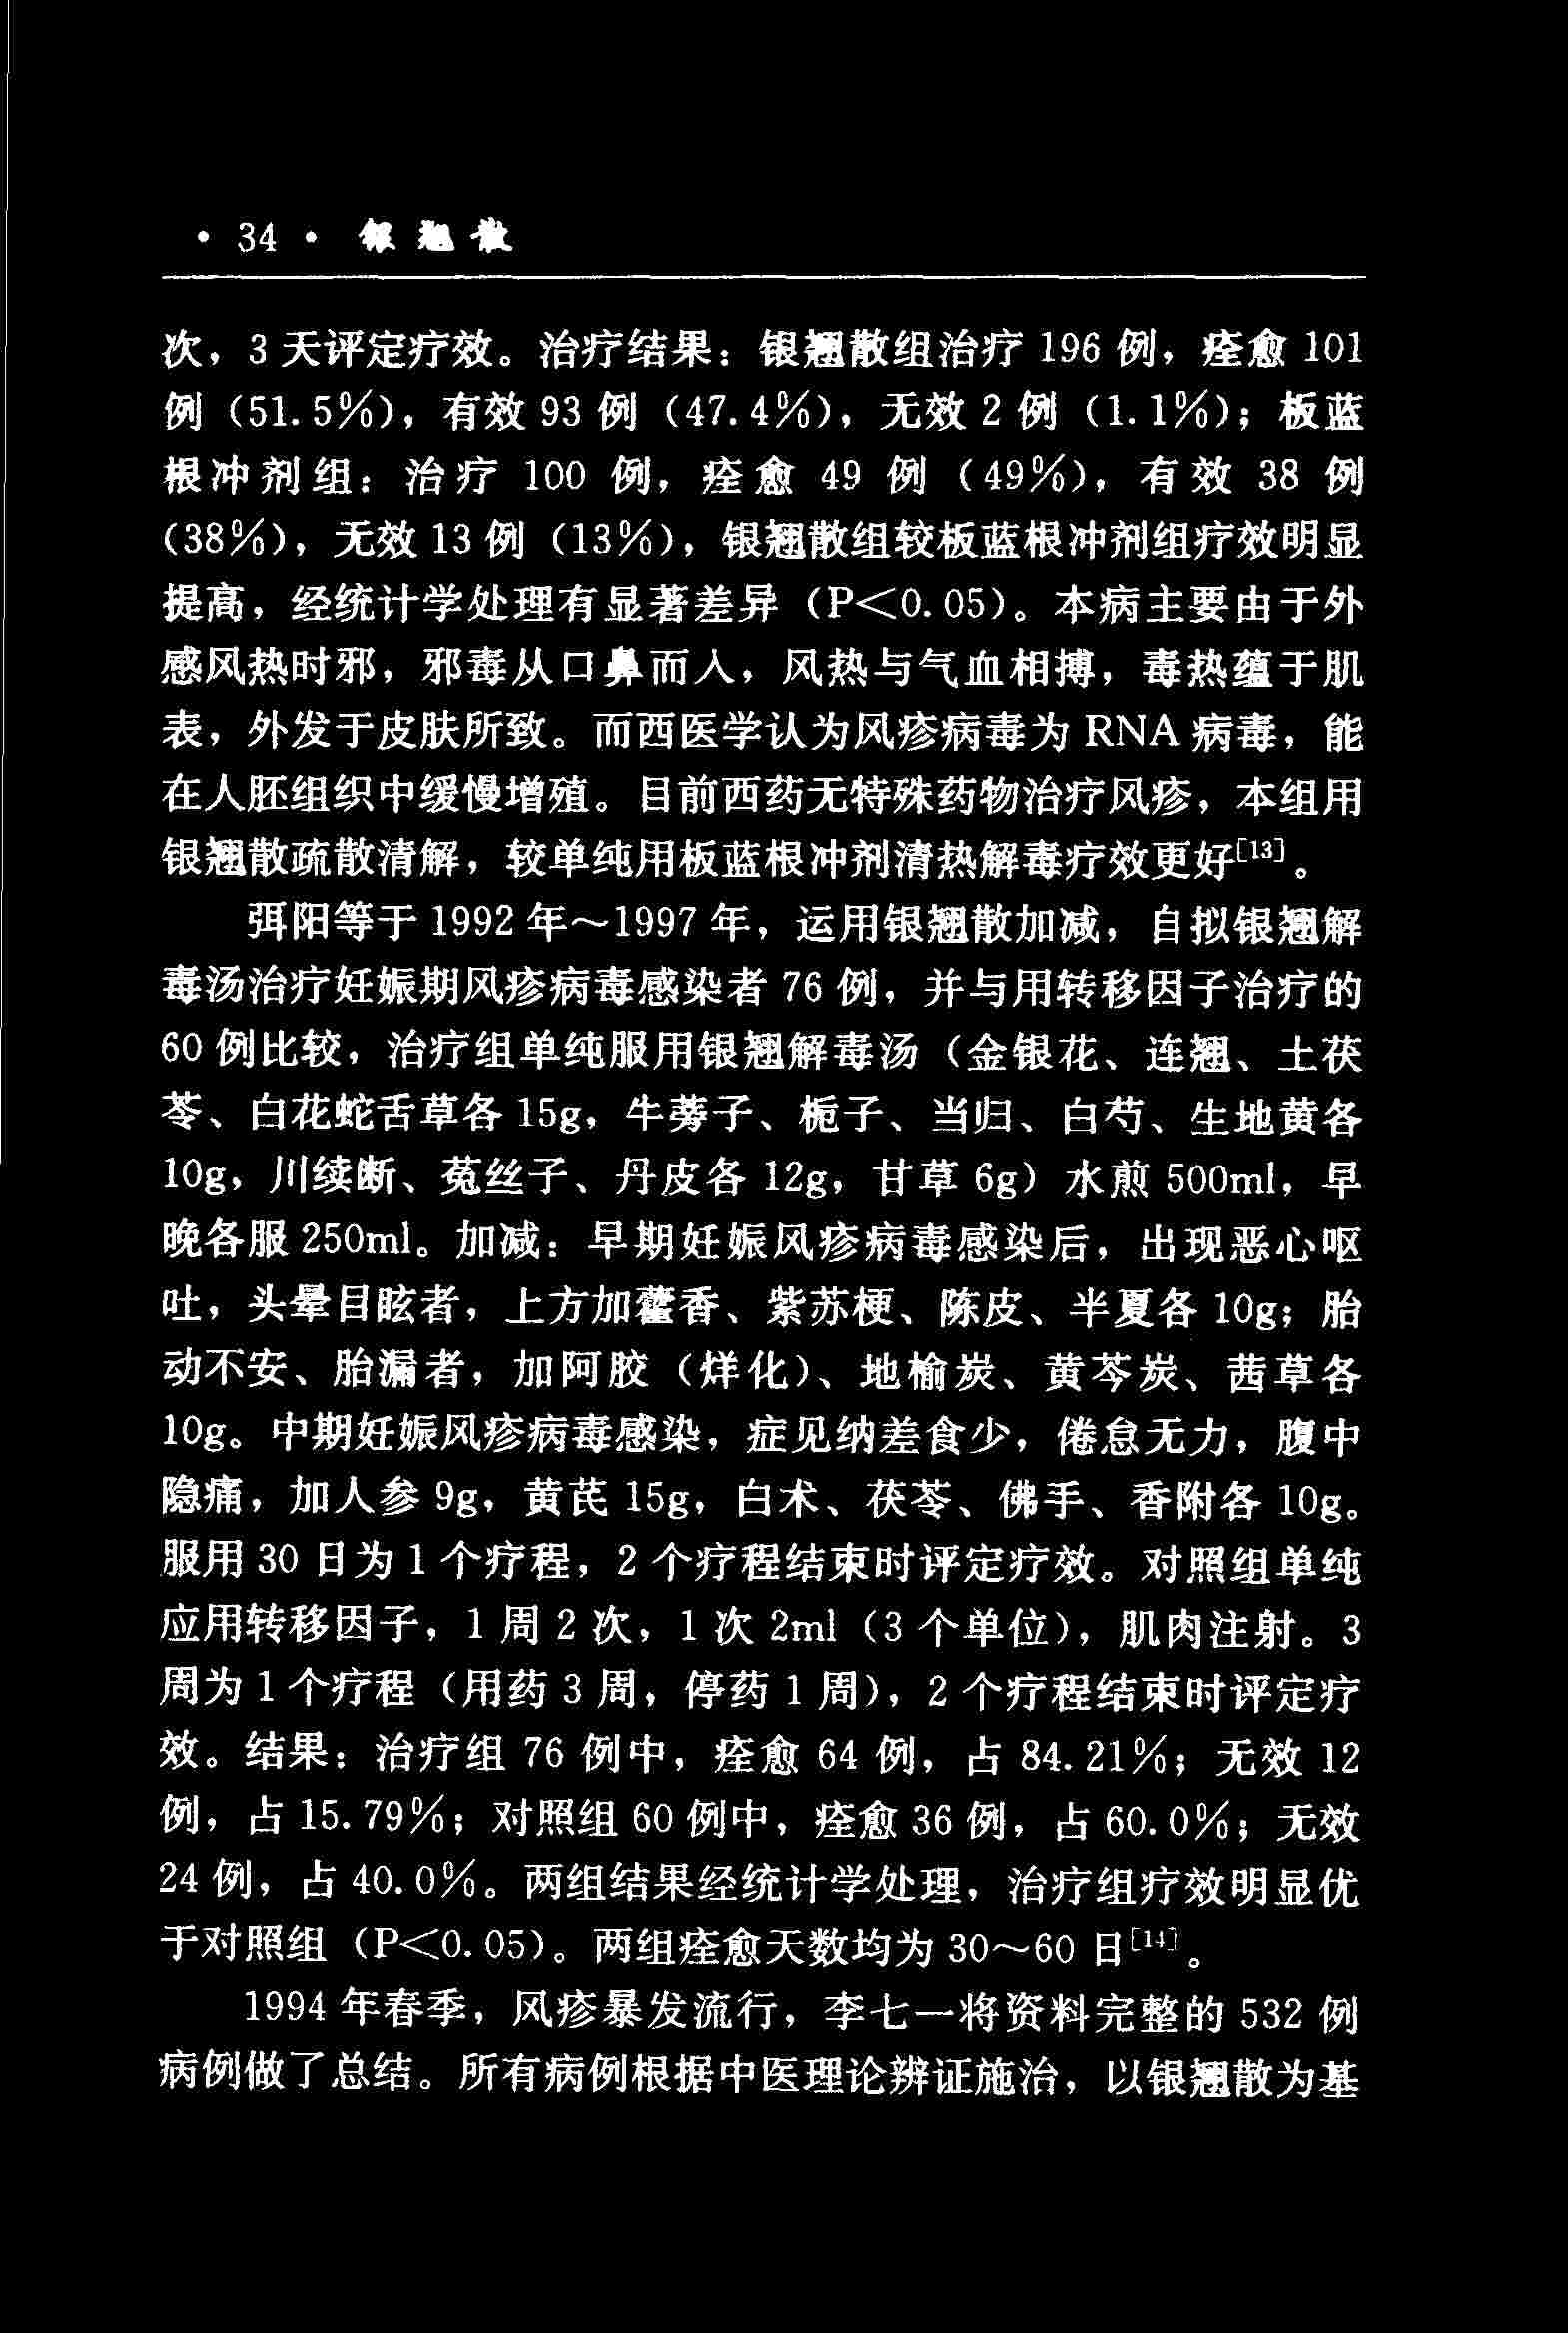 · 34 · 银翘散
次，3 天评定疗效。治疗结果：银翘散组治疗 196 例，痊愈 101
例（51.5%），有效 93 例（47.4%），无效 2 例（1.1%）；板蓝
根冲剂组：治疗 100 例，痊愈 49 例（49%），有效 38 例
（38%），无效 13 例（13%），银翘散组较板蓝根冲剂组疗效明显
提高，经统计学处理有显著差异（P<0.05）。本病主要由于外
感风热时邪，邪毒从口鼻而入，风热与气血相搏，毒热蕴于肌
表，外发于皮肤所致。而西医学认为风疹病毒为 RNA 病毒，能
在人胚组织中缓慢增殖。目前西药无特殊药物治疗风疹，本组用
银翘散疏散清解，较单纯用板蓝根冲剂清热解毒疗效更好[13]。
弭阳等于 1992 年～1997 年，运用银翘散加减，自拟银翘解
毒汤治疗妊娠期风疹病毒感染者 76 例，并与用转移因子治疗的
60 例比较，治疗组单纯服用银翘解毒汤（金银花、连翘、土茯
苓、白花蛇舌草各 15g，牛蒡子、栀子、当归、白芍、生地黄各
10g，川续断、菟丝子、丹皮各 12g，甘草 6g）水煎 500ml，早
晚各服 250ml。加减：早期妊娠风疹病毒感染后，出现恶心呕
吐，头晕目眩者，上方加藿香、紫苏梗、陈皮、半夏各 10g；胎
动不安、胎漏者，加阿胶（烊化）、地榆炭、黄芩炭、茜草各
10g。中期妊娠风疹病毒感染，症见纳差食少，倦怠无力，腹中
隐痛，加人参 9g，黄芪 15g，白术、茯苓、佛手、香附各 10g。
服用 30 日为 1 个疗程，2 个疗程结束时评定疗效。对照组单纯
应用转移因子，1 周 2 次，1 次 2ml（3 个单位），肌肉注射。3
周为 1 个疗程（用药 3 周，停药 1 周），2 个疗程结束时评定疗
效。结果：治疗组 76 例中，痊愈 64 例，占 84.21%；无效 12
例，占 15.79%；对照组 60 例中，痊愈 36 例，占 60.0%；无效
24 例，占 40.0%。两组结果经统计学处理，治疗组疗效明显优
于对照组（P<0.05）。两组痊愈天数均为 30～60 日[14]。
1994 年春季，风疹暴发流行，李七一将资料完整的 532 例
病例做了总结。所有病例根据中医理论辨证施治，以银翘散为基